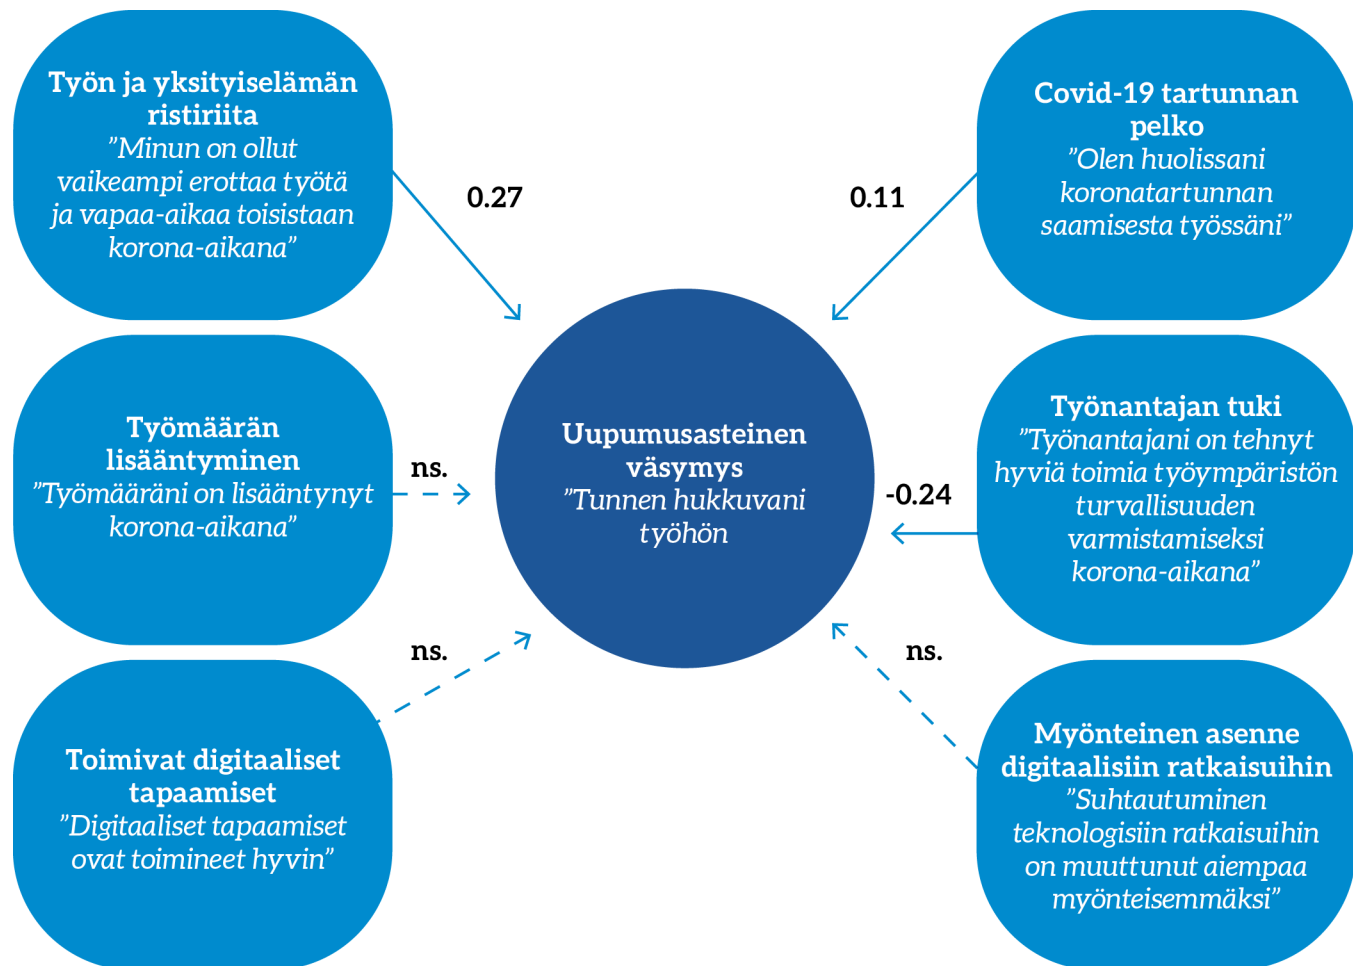 Työn ja yksityiselämän
ristiriita
”Minun on ollut
vaikeampi erottaa työtä
ja vapaa-aikaa toisistaan
korona-aikana”
0.27
Covid-19 tartunnan
pelko
”Olen huolissani
koronatartunnan
saamisesta työssäni”
0.11
Työmäärän
lisääntyminen
”Työmääräni on lisääntynyt
korona-aikana”
ns.
Uupumusasteinen
väsymys
”Tunnen hukkuvani
työhön
Työnantajan tuki
”Työnantajani on tehnyt
hyviä toimia työympäristön
turvallisuuden
varmistamiseksi
korona-aikana”
-0.24
Toimivat digitaaliset
tapaamiset
”Digitaaliset tapaamiset
ovat toimineet hyvin”
ns.
ns.
Myönteinen asenne
digitaalisiin ratkaisuihin
”Suhtautuminen
teknologisiin ratkaisuihin
on muuttunut aiempaa
myönteisemmäksi”